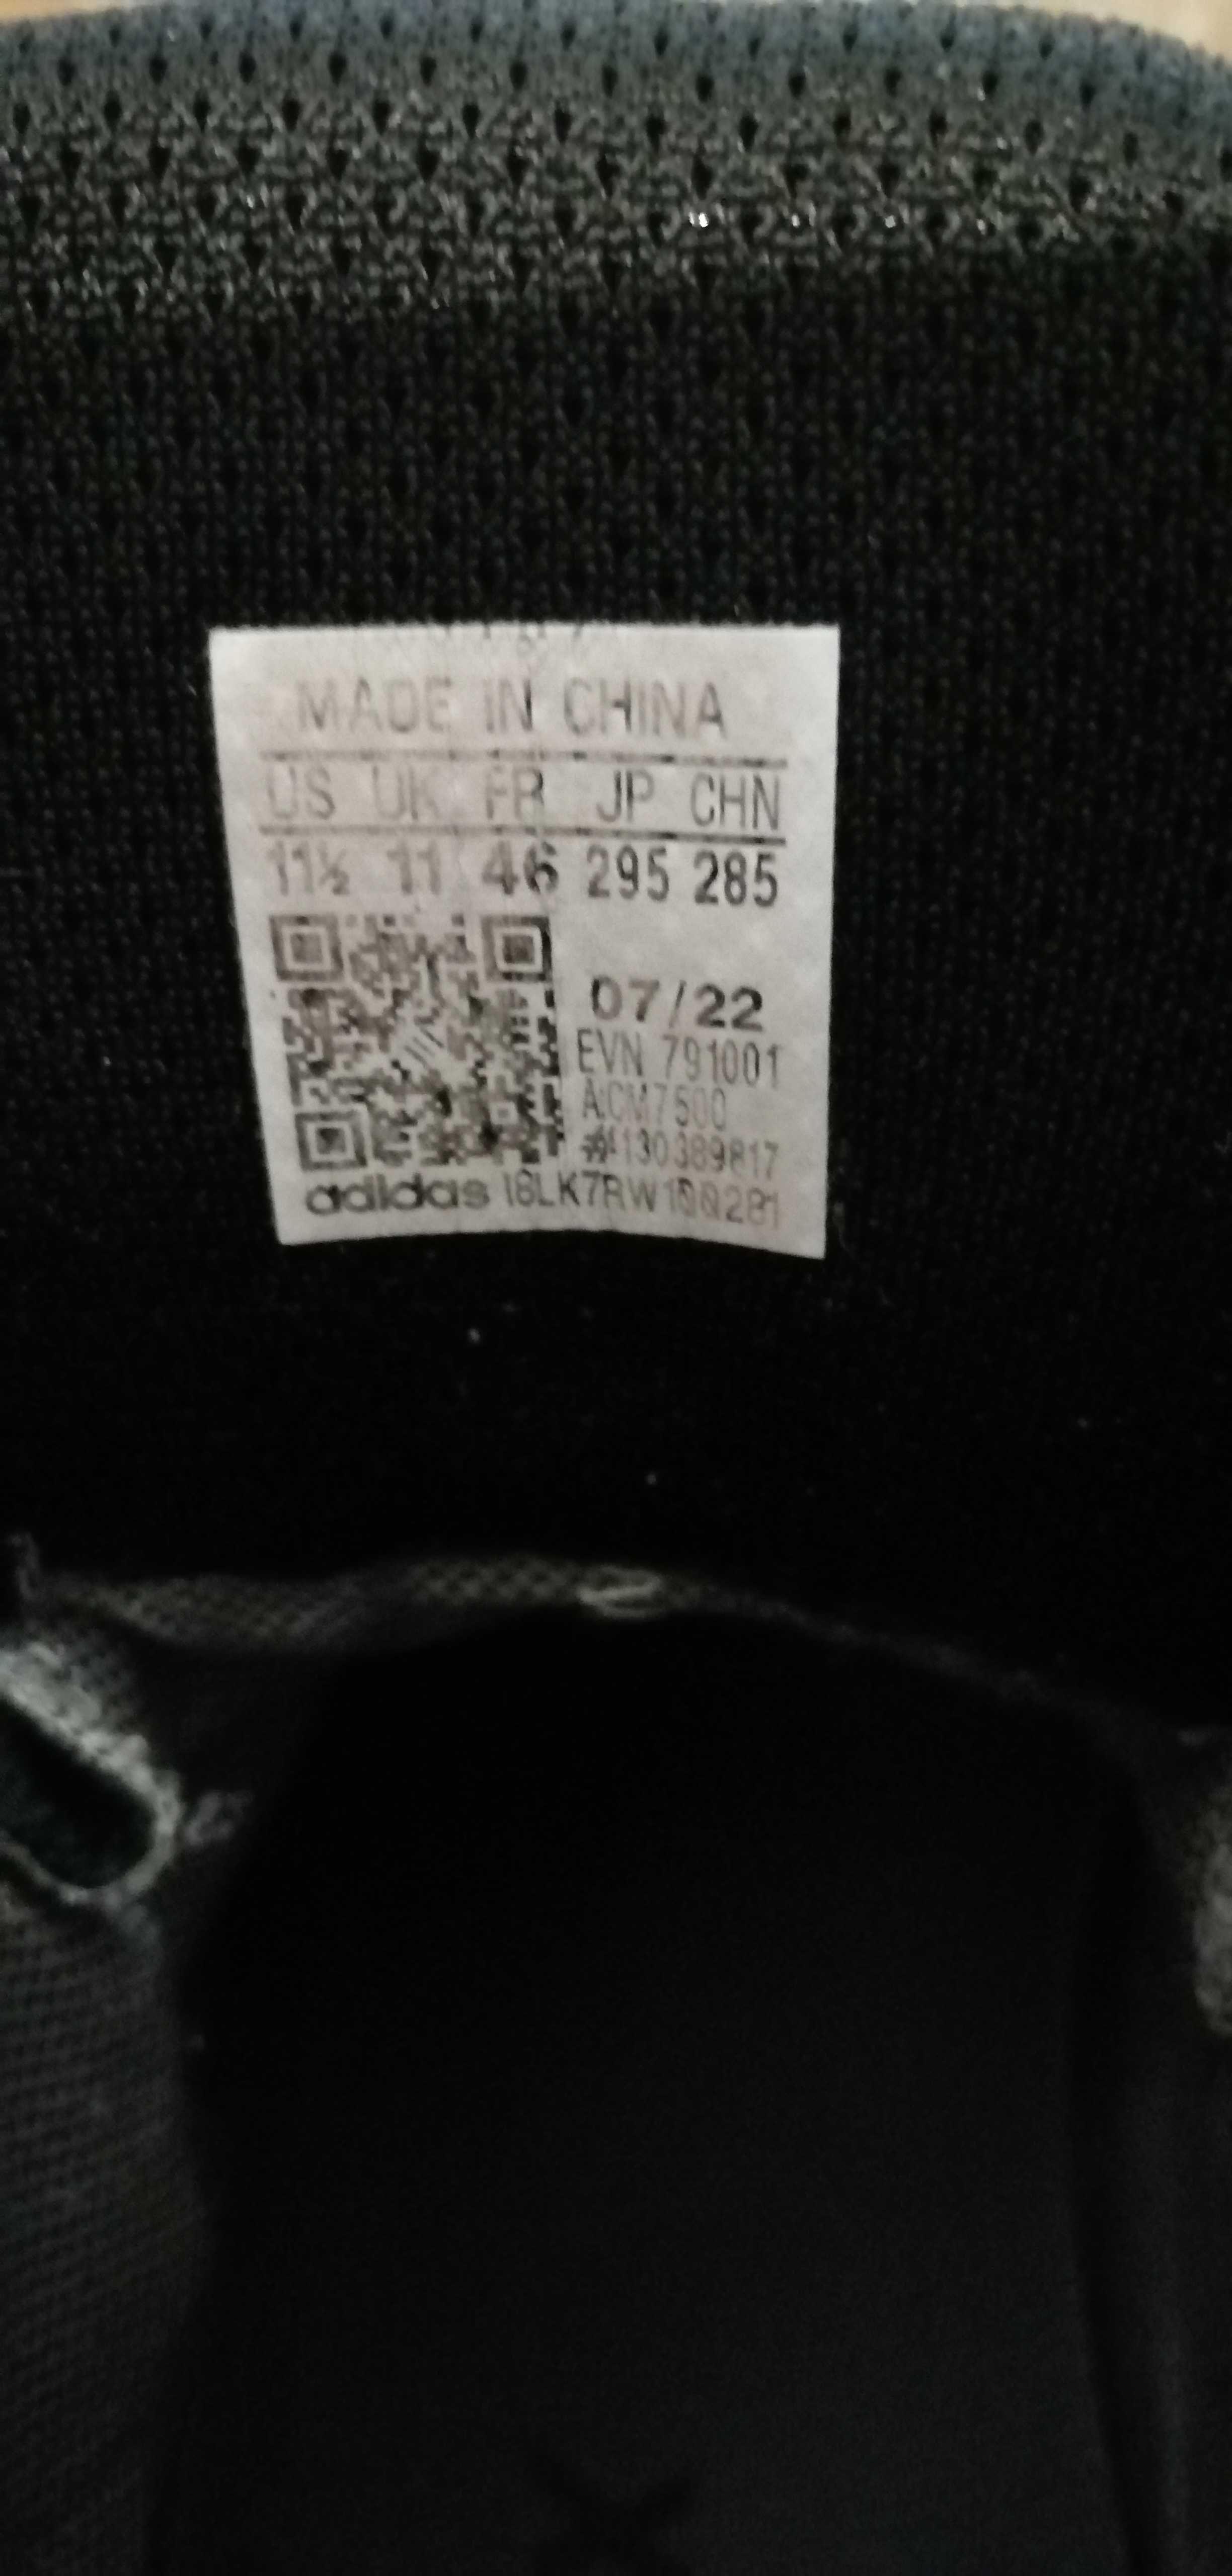 MADE IN CHINA
US UK FR JP CHN
11½ 11 46 295 285
07/22
EVN 791001
ACM7500
#130389817
adidas